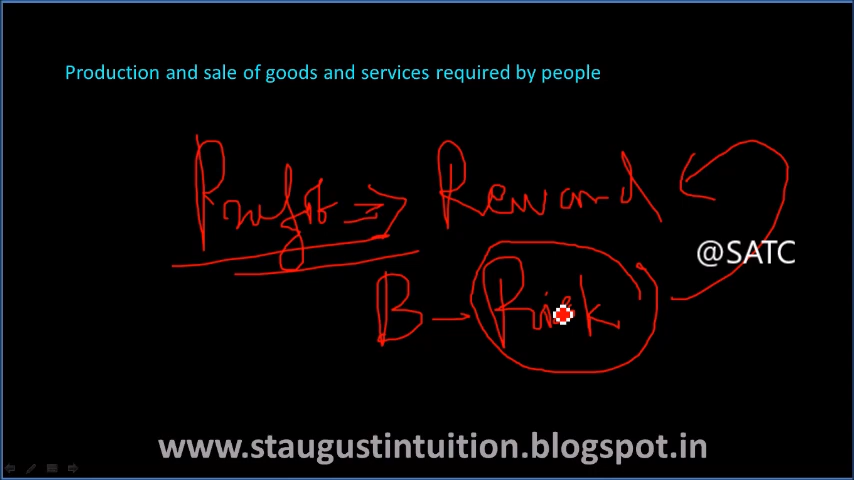 Production and sale of goods and services required by people
Profit ⇒ Reward
@SATC
B → Risk
www.staugustintuition.blogspot.in